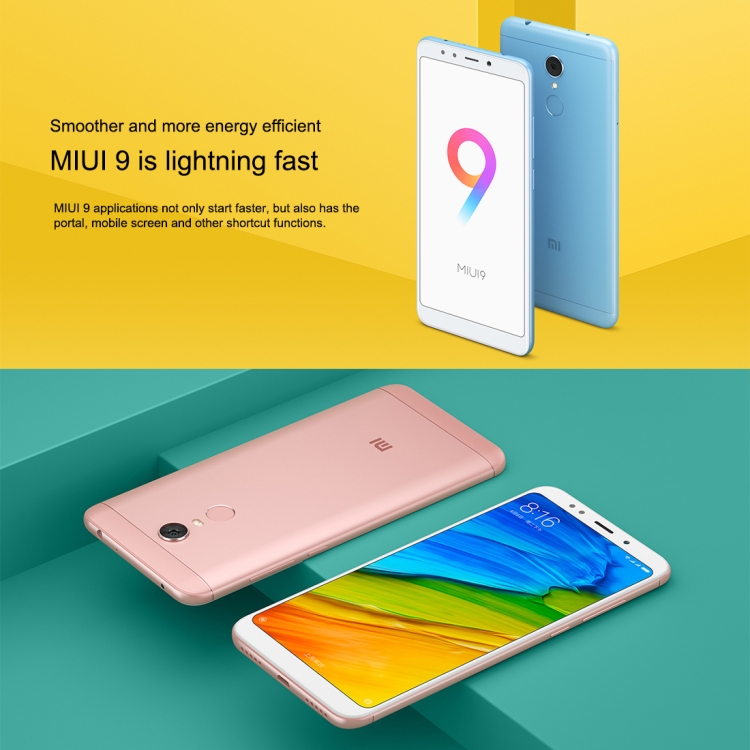 Smoother and more energy efficient
MIUI 9 is lightning fast
MIUI 9 applications not only start faster, but also has the
portal, mobile screen and other shortcut functions.
9
MIUI9
mi
mi
8:16